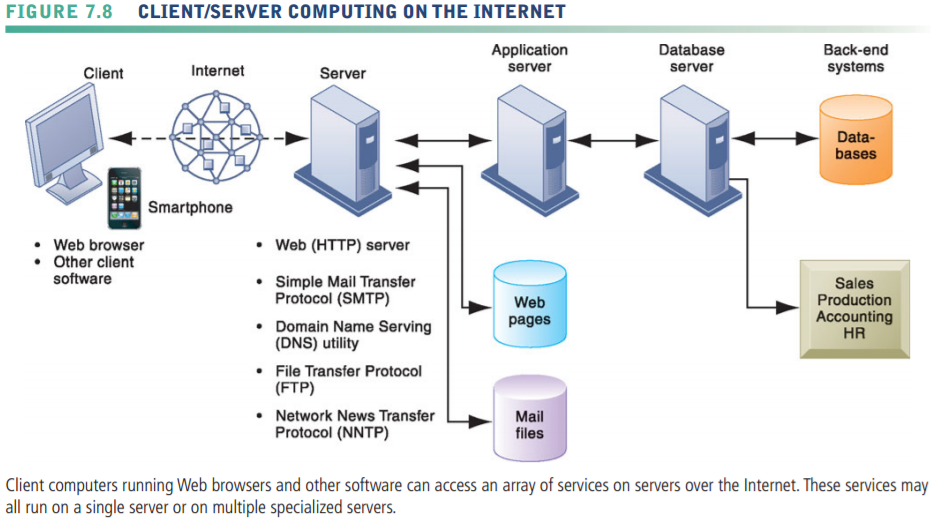 FIGURE 7.8 CLIENT/SERVER COMPUTING ON THE INTERNET
Client
Internet
Server
Application
server
Database
server
Back-end
systems
Data-
bases
Smartphone
• Web browser
• Other client
software
• Web (HTTP) server
• Simple Mail Transfer
Protocol (SMTP)
• Domain Name Serving
(DNS) utility
• File Transfer Protocol
(FTP)
• Network News Transfer
Protocol (NNTP)
Web
pages
Mail
files
Sales
Production
Accounting
HR
Client computers running Web browsers and other software can access an array of services on servers over the Internet. These services may
all run on a single server or on multiple specialized servers.